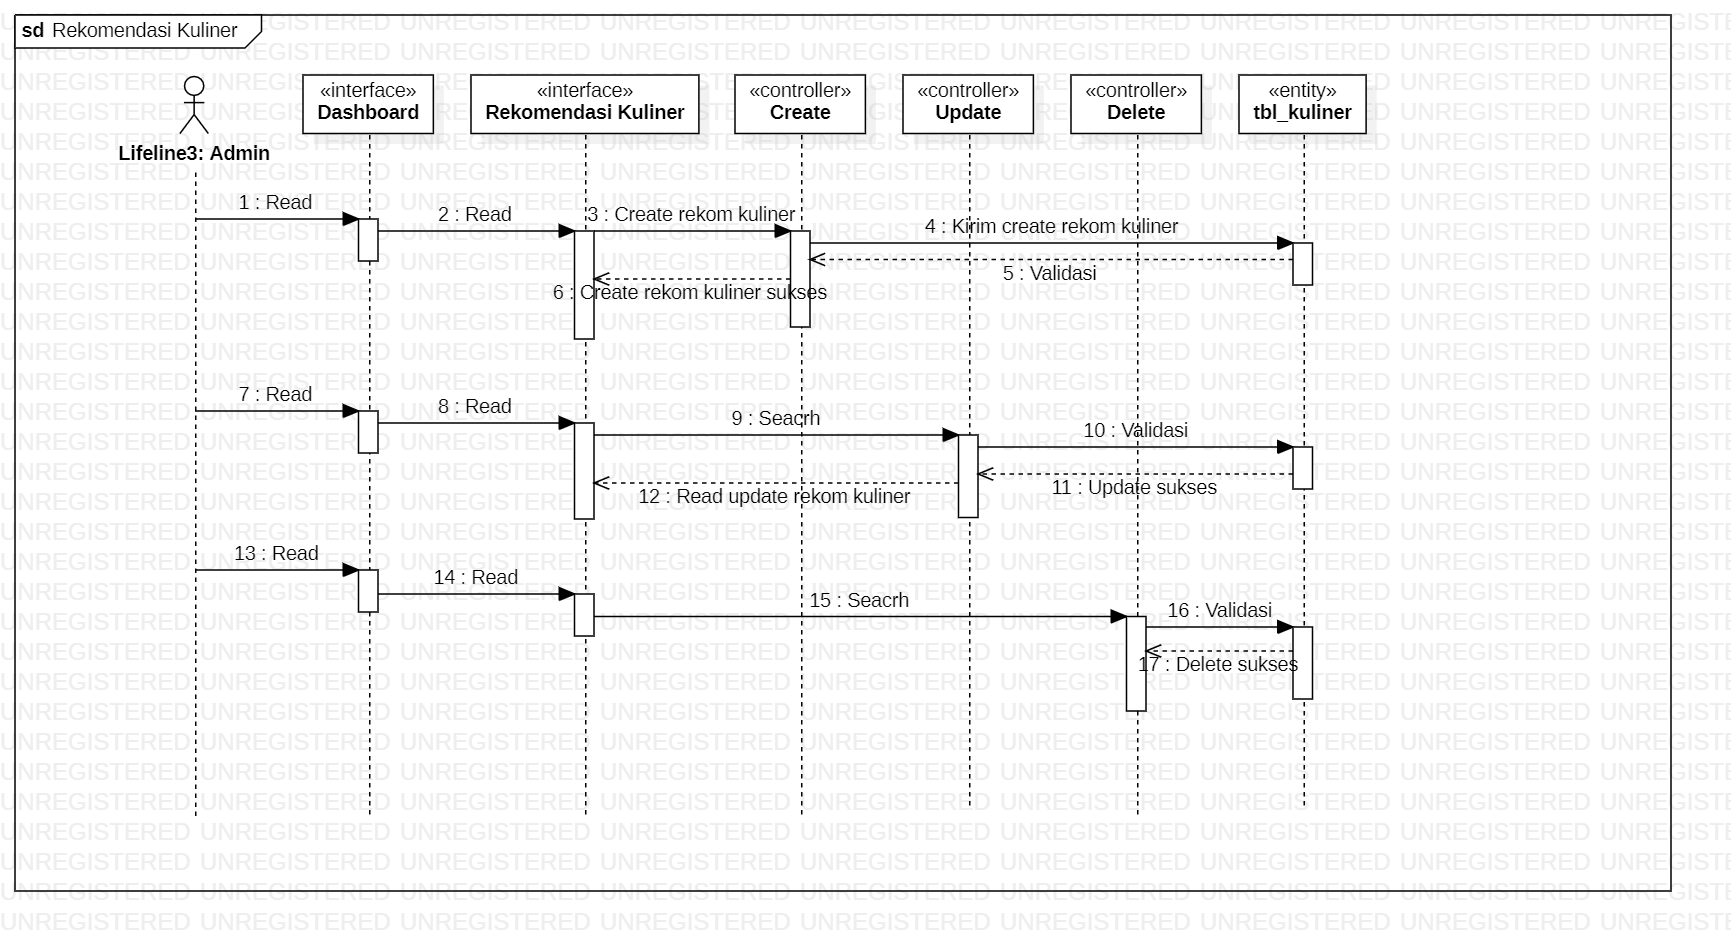 sd Rekomendasi Kuliner
«interface»
Dashboard
«interface»
Rekomendasi Kuliner
«controller»
Create
«controller»
Update
«controller»
Delete
«entity»
tbl_kuliner
Lifeline3: Admin
1 : Read
2 : Read
3 : Create rekom kuliner
4 : Kirim create rekom kuliner
5 : Validasi
6 : Create rekom kuliner sukses
7 : Read
8 : Read
9 : Seacrh
10 : Validasi
11 : Update sukses
12 : Read update rekom kuliner
13 : Read
14 : Read
15 : Seacrh
16 : Validasi
17 : Delete sukses
UNREGISTERED